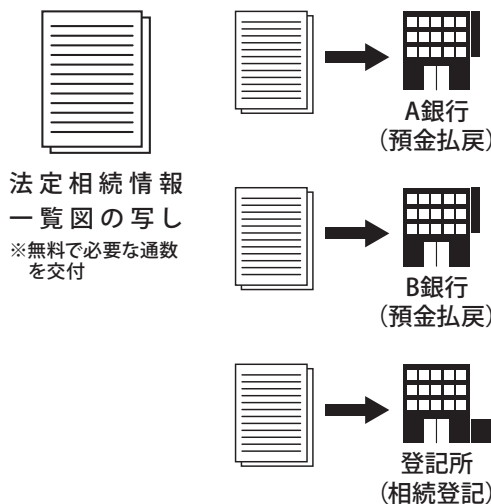 法定相続情報
一覧図の写し
※無料で必要な通数
を交付
A銀行
(預金払戻)
B銀行
(預金払戻)
登記所
(相続登記)